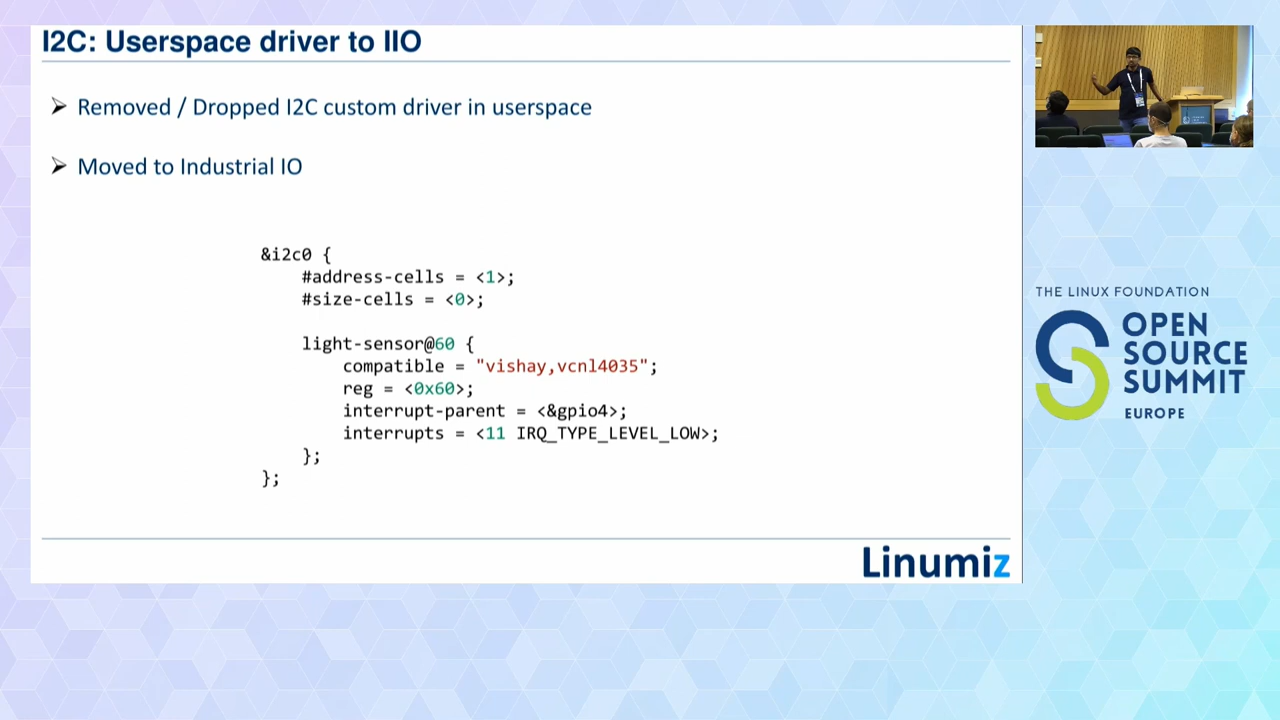 I2C: Userspace driver to IIO
➢ Removed / Dropped I2C custom driver in userspace
➢ Moved to Industrial IO
&i2c0 {
    #address-cells = <1>;
    #size-cells = <0>;
    light-sensor@60 {
        compatible = "vishay,vcnl4035";
        reg = <0x60>;
        interrupt-parent = <&gpio4>;
        interrupts = <11 IRQ_TYPE_LEVEL_LOW>;
    };
};
Linumiz
THE LINUX FOUNDATION
OPEN
SOURCE
SUMMIT
EUROPE